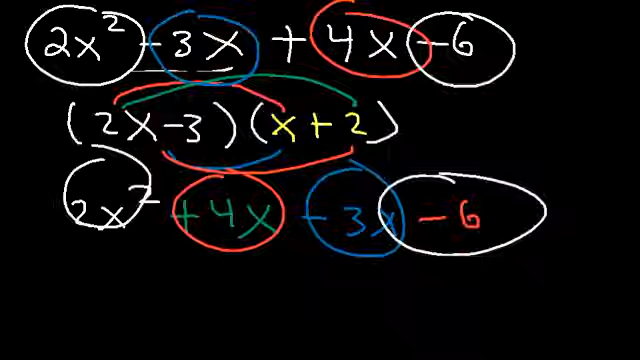 2x² - 3x + 4x - 6
(2x - 3)(x + 2)
2x² + 4x - 3x - 6